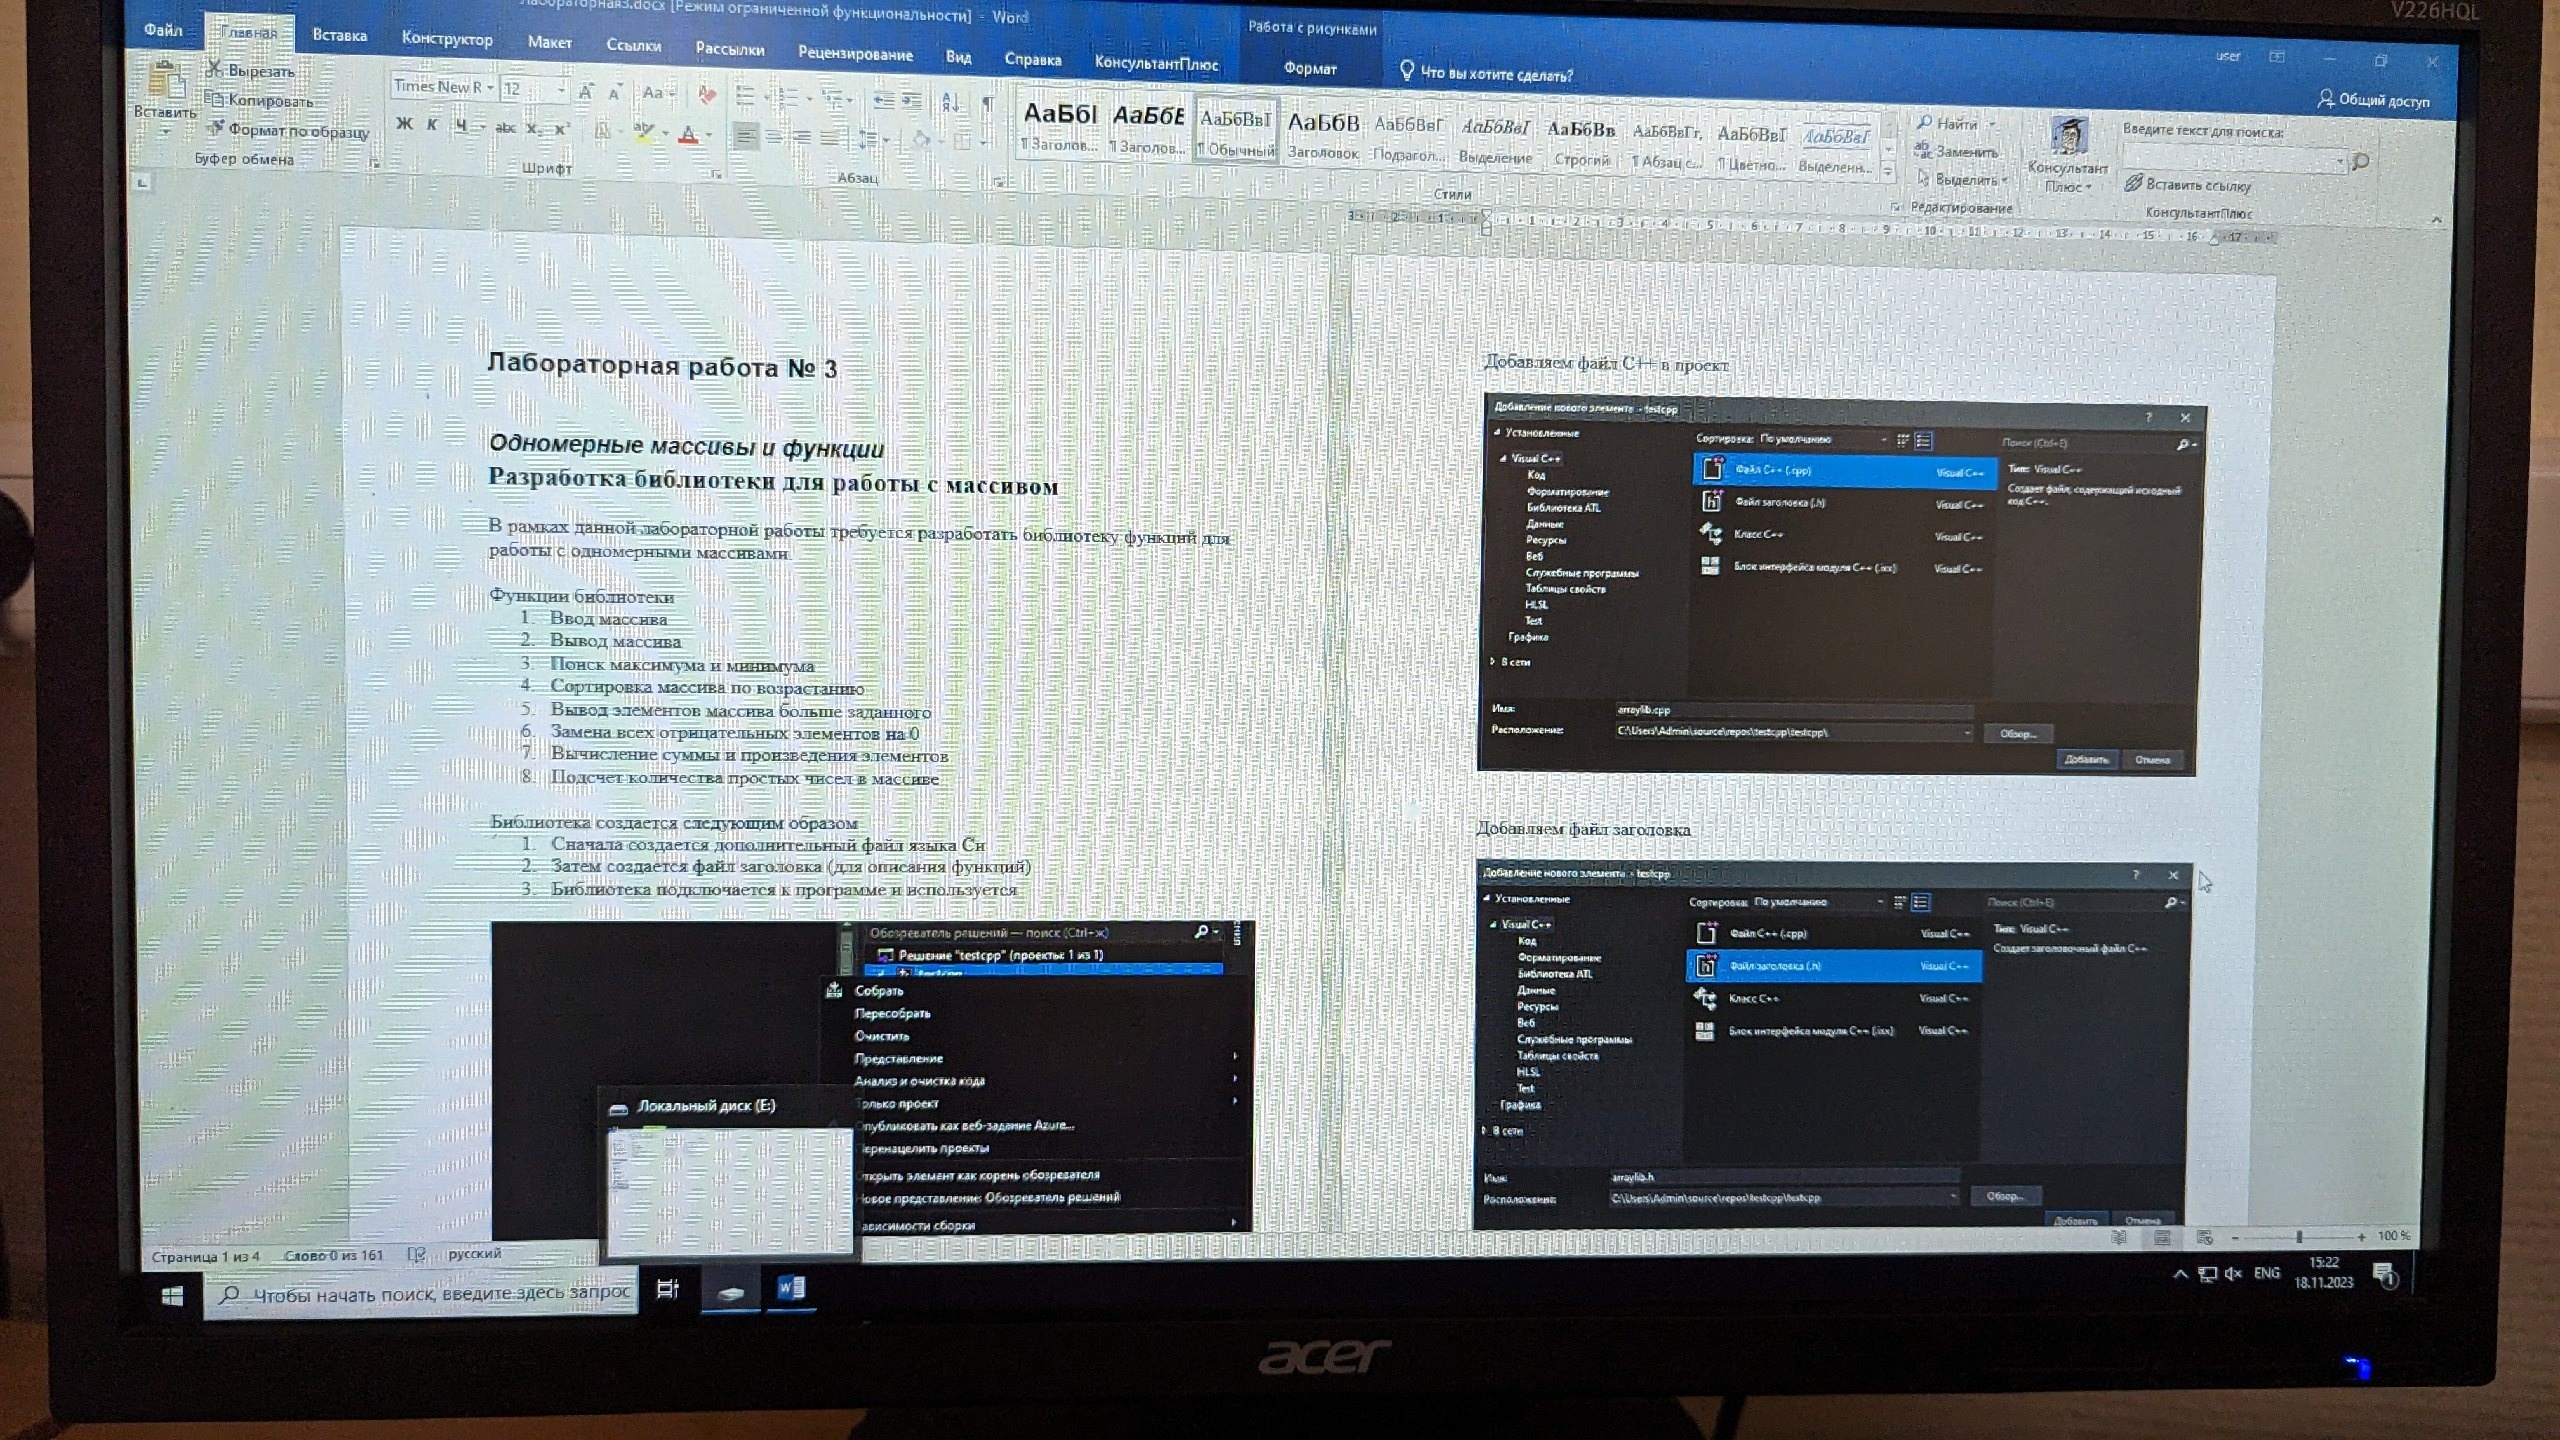 V226HQL
Лабораторная3.docx [Режим ограниченной функциональности] - Word
Работа с рисунками
user
Файл Главная Вставка Конструктор Макет Ссылки Рассылки Рецензирование Вид Справка КонсультантПлюс Формат Что вы хотите сделать? Общий доступ
Вставить
Вырезать
Копировать
Формат по образцу
Буфер обмена
Times New R 12
Ж К Ч abc
Шрифт
Абзац
АаБбІ АаБбЕ АаБбВвГ АаБбВ АаБбВвГ АаБбВвІ АаБбВв АаБбВвГг, АаБбВвГ АаБбВвІ
¶ Заголов... ¶ Заголов... ¶ Обычный Заголовок Подзагол... Выделение Строгий ¶ Абзац с... ¶ Цветно... Выделенн...
Стили
Найти
Заменить
Выделить
Редактирование
Консультант
Плюс
Введите текст для поиска:
Вставить ссылку
КонсультантПлюс
Лабораторная работа № 3
Одномерные массивы и функции
Разработка библиотеки для работы с массивом
В рамках данной лабораторной работы требуется разработать библиотеку функций для
работы с одномерными массивами.
Функции библиотеки
1. Ввод массива
2. Вывод массива
3. Поиск максимума и минимума
4. Сортировка массива по возрастанию
5. Вывод элементов массива больше заданного
6. Замена всех отрицательных элементов на 0
7. Вычисление суммы и произведения элементов
8. Подсчет количества простых чисел в массиве
Библиотека создается следующим образом
1. Сначала создается дополнительный файл языка Си
2. Затем создается файл заголовка (для описания функций)
3. Библиотека подключается к программе и используется
Обозреватель решений — поиск (Ctrl+ж)
Решение "testcpp" (проекты: 1 из 1)
testcpp
Собрать
Пересобрать
Очистить
Представление
Анализ и очистка кода
Только проект
Опубликовать как веб-задание Azure...
Перенацелить проекты
Открыть элемент как корень обозревателя
Новое представление: Обозреватель решений
Зависимости сборки
Локальный диск (E:)
Добавляем файл С++ в проект
Добавление нового элемента - testcpp
Установленные
Сортировка: По умолчанию
Поиск (Ctrl+E)
Visual C++
Код
Форматирование
Библиотека ATL
Данные
Ресурсы
Веб
Служебные программы
Таблицы свойств
HLSL
Test
Графика
В сети
Файл C++ (.cpp) Visual C++
Файл заголовка (.h) Visual C++
Класс C++ Visual C++
Блок интерфейса модуля C++ (.ixx) Visual C++
Тип: Visual C++
Создает файл, содержащий исходный
код C++.
Имя: arraylib.cpp
Расположение: C:\Users\Admin\source\repos\testcpp\testcpp\
Обзор...
Добавить Отмена
Добавляем файл заголовка
Добавление нового элемента - testcpp
Установленные
Сортировка: По умолчанию
Поиск (Ctrl+E)
Visual C++
Код
Форматирование
Библиотека ATL
Данные
Ресурсы
Веб
Служебные программы
Таблицы свойств
HLSL
Test
Графика
В сети
Файл C++ (.cpp) Visual C++
Файл заголовка (.h) Visual C++
Класс C++ Visual C++
Блок интерфейса модуля C++ (.ixx) Visual C++
Тип: Visual C++
Создает заголовочный файл C++
Имя: arraylib.h
Расположение: C:\Users\Admin\source\repos\testcpp\testcpp
Обзор...
Добавить Отмена
Страница 1 из 4 Слово 0 из 161 русский
100 %
Чтобы начать поиск, введите здесь запрос
ENG
15:22
18.11.2023
1
acer